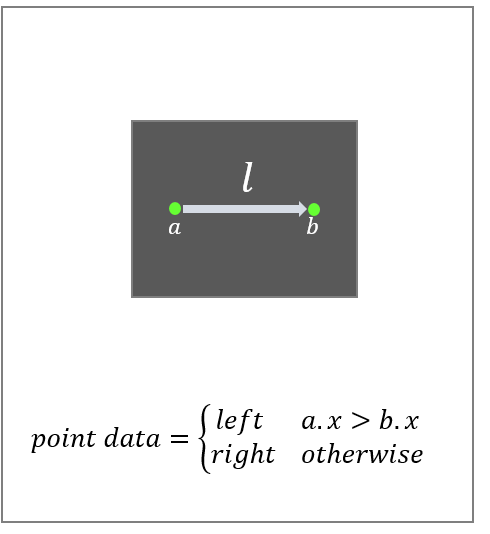 l
a b
point data = { left a.x > b.x
right otherwise